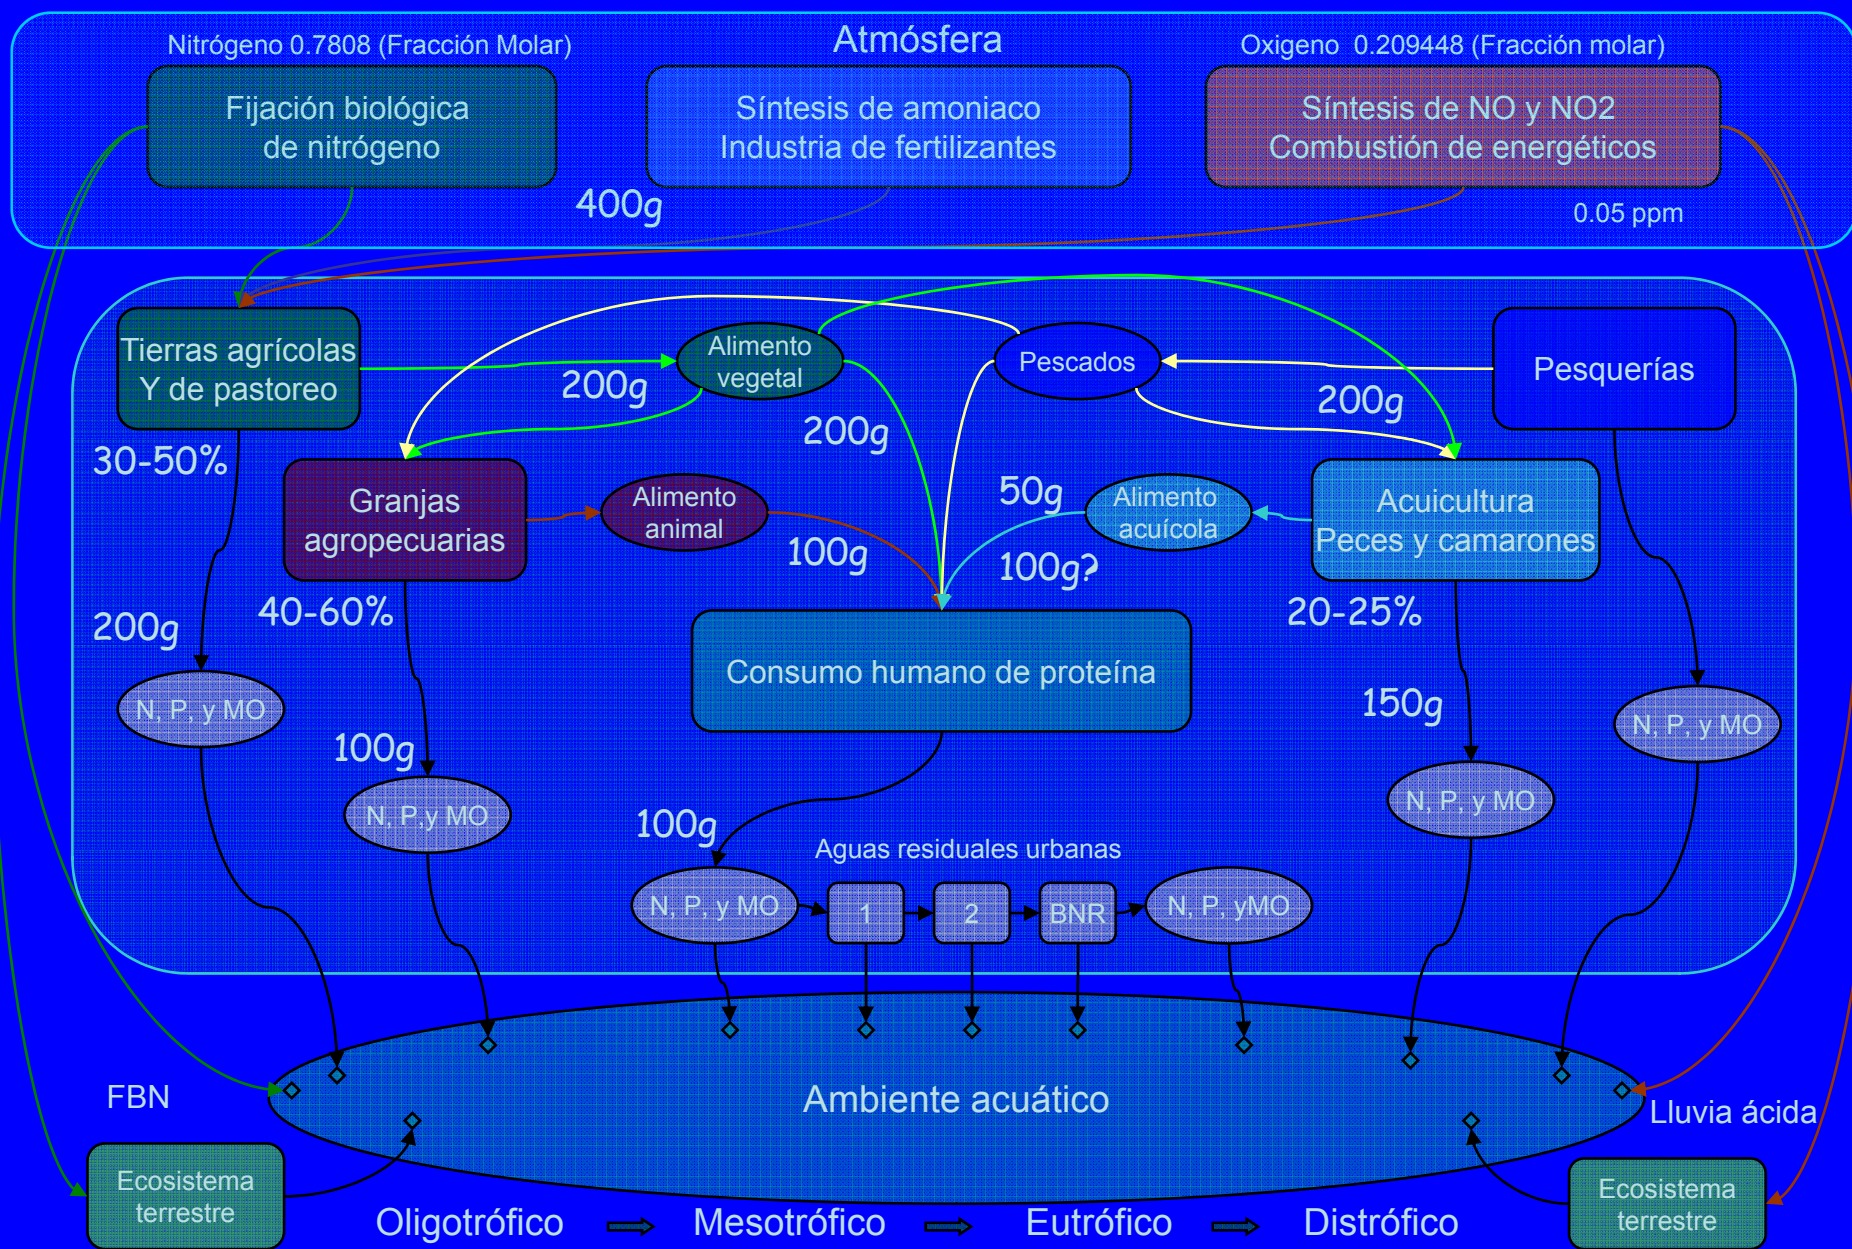 Atmósfera
Nitrógeno 0.7808 (Fracción Molar)
Oxigeno 0.209448 (Fracción molar)
Fijación biológica
de nitrógeno
Síntesis de amoniaco
Industria de fertilizantes
Síntesis de NO y NO2
Combustión de energéticos
400g
0.05 ppm
Tierras agrícolas
Y de pastoreo
200g
Alimento
vegetal
Pescados
200g
Pesquerías
30-50%
200g
Granjas
agropecuarias
Alimento
animal
100g
50g
100g?
Alimento
acuícola
Acuicultura
Peces y camarones
200g
40-60%
20-25%
Consumo humano de proteína
N, P, y MO
100g
N, P,y MO
150g
N, P, y MO
N, P, y MO
100g
Aguas residuales urbanas
N, P, y MO
1
2
BNR
N, P, yMO
Ambiente acuático
FBN
Lluvia ácida
Ecosistema
terrestre
Ecosistema
terrestre
Oligotrófico
Mesotrófico
Eutrófico
Distrófico